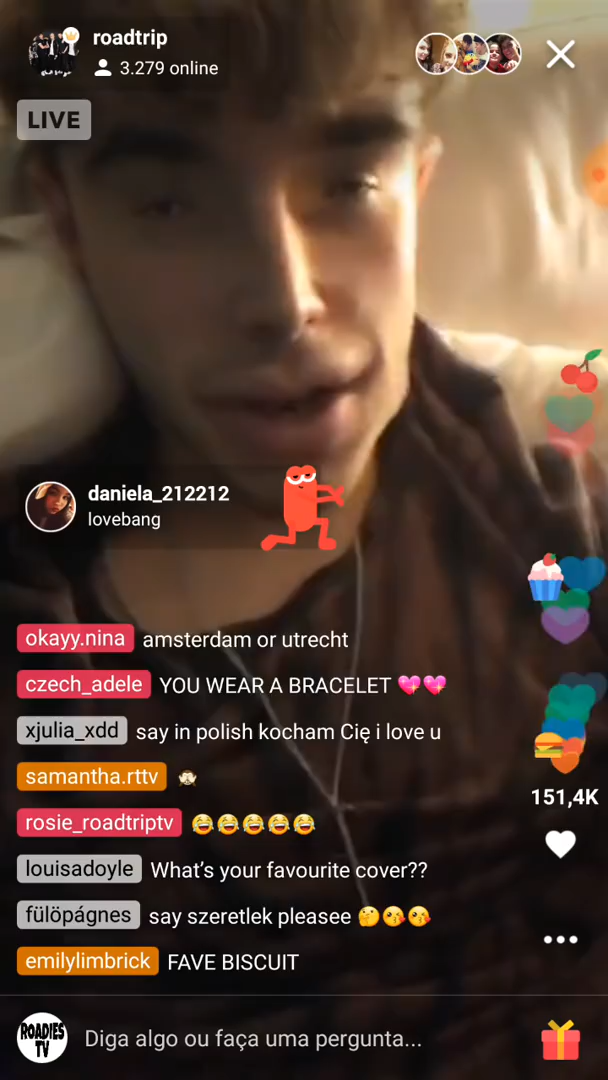 roadtrip
3.279 online
LIVE
daniela_212212
lovebang
okayy.nina amsterdam or utrecht
czech_adele YOU WEAR A BRACELET 💖💖
xjulia_xdd say in polish kocham Cię i love u
samantha.rttv 🙈
rosie_roadtriptv 😂😂😂😂😂
151,4K
louisadoyle What's your favourite cover??
fülöpágnes say szeretlek pleasee 🤔😘😘
emilylimbrick FAVE BISCUIT
ROADIES
TV
Diga algo ou faça uma pergunta...